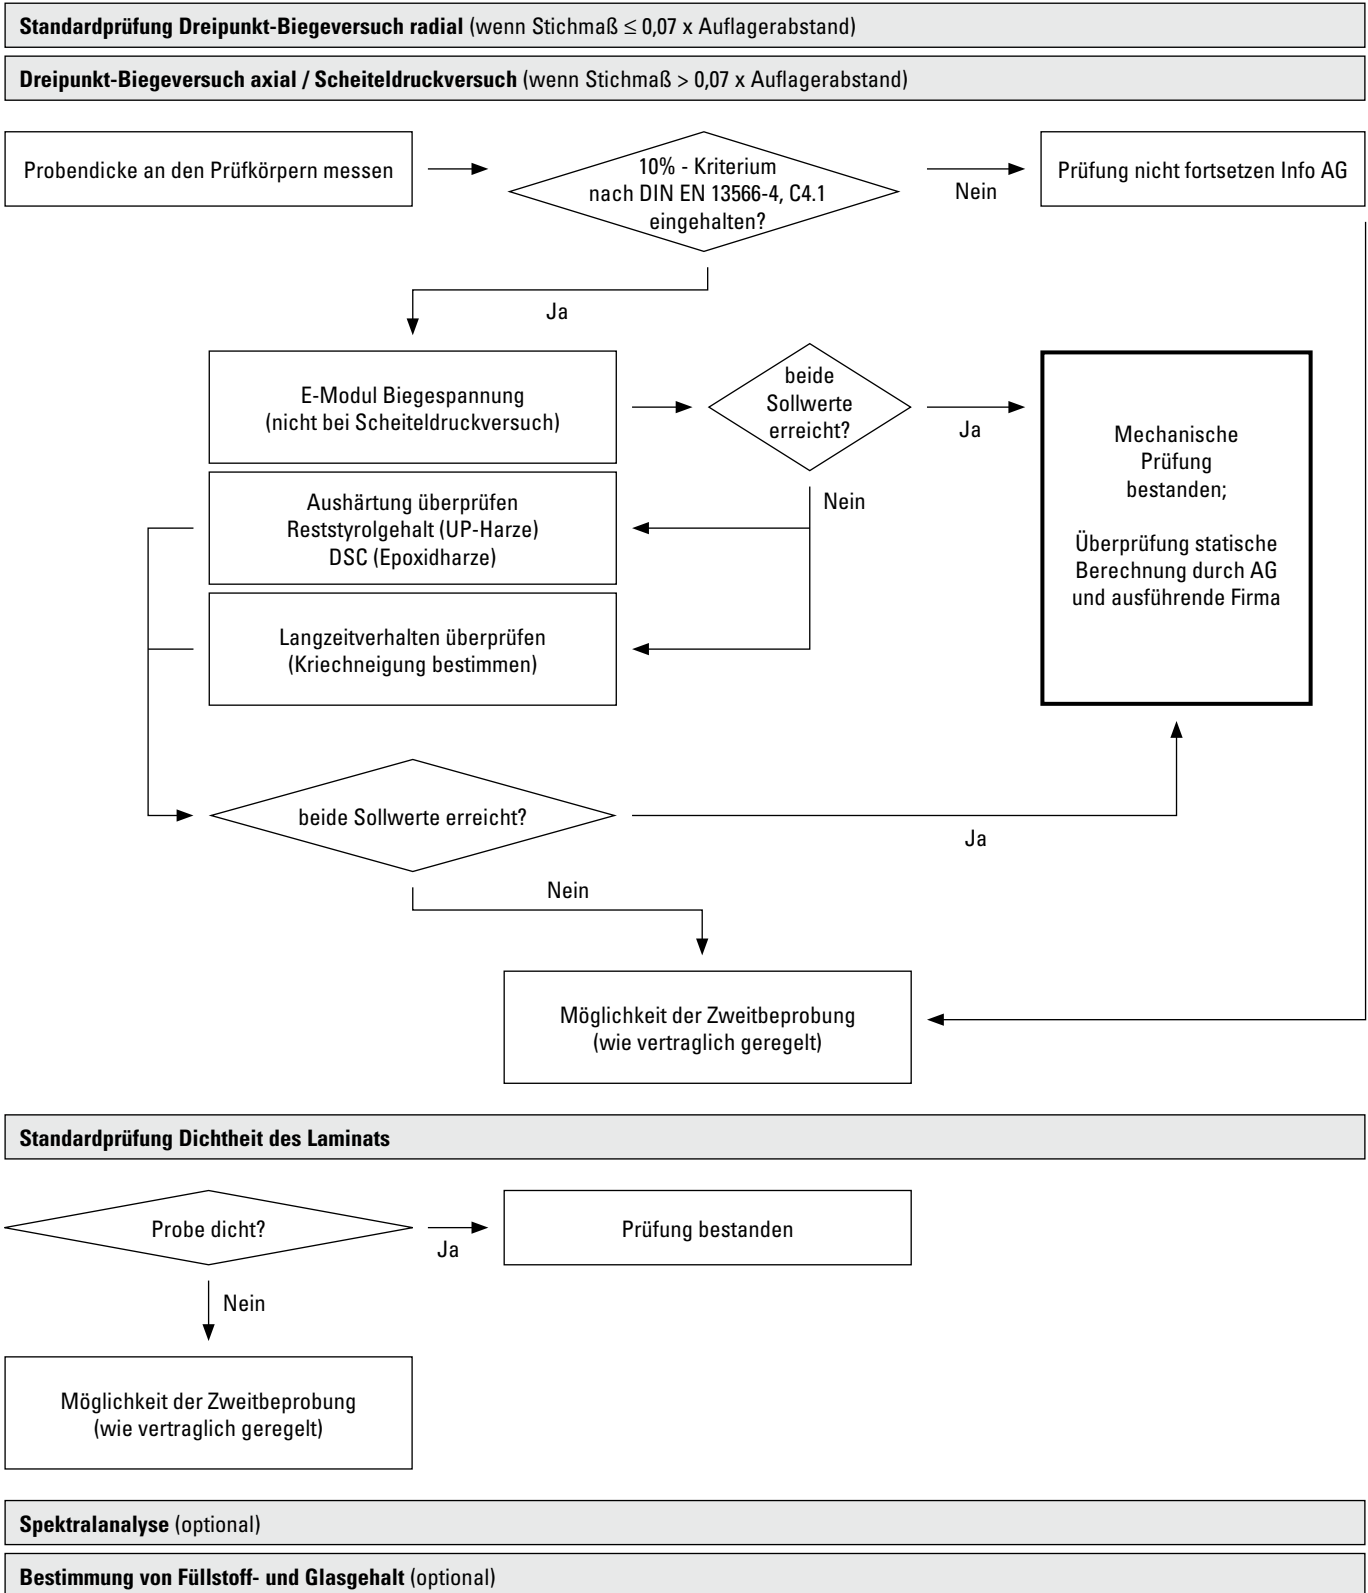 Standardprüfung Dreipunkt-Biegeversuch radial (wenn Stichmaß ≤ 0,07 x Auflagerabstand)
Dreipunkt-Biegeversuch axial / Scheiteldruckversuch (wenn Stichmaß > 0,07 x Auflagerabstand)
Probendicke an den Prüfkörpern messen
10% - Kriterium
nach DIN EN 13566-4, C4.1
eingehalten?
Nein
Prüfung nicht fortsetzen Info AG
Ja
E-Modul Biegespannung
(nicht bei Scheiteldruckversuch)
beide
Sollwerte
erreicht?
Ja
Mechanische
Prüfung
bestanden;
Überprüfung statische
Berechnung durch AG
und ausführende Firma
Nein
Aushärtung überprüfen
Reststyrolgehalt (UP-Harze)
DSC (Epoxidharze)
Langzeitverhalten überprüfen
(Kriechneigung bestimmen)
beide Sollwerte erreicht?
Ja
Nein
Möglichkeit der Zweitbeprobung
(wie vertraglich geregelt)
Standardprüfung Dichtheit des Laminats
Probe dicht?
Ja
Prüfung bestanden
Nein
Möglichkeit der Zweitbeprobung
(wie vertraglich geregelt)
Spektralanalyse (optional)
Bestimmung von Füllstoff- und Glasgehalt (optional)